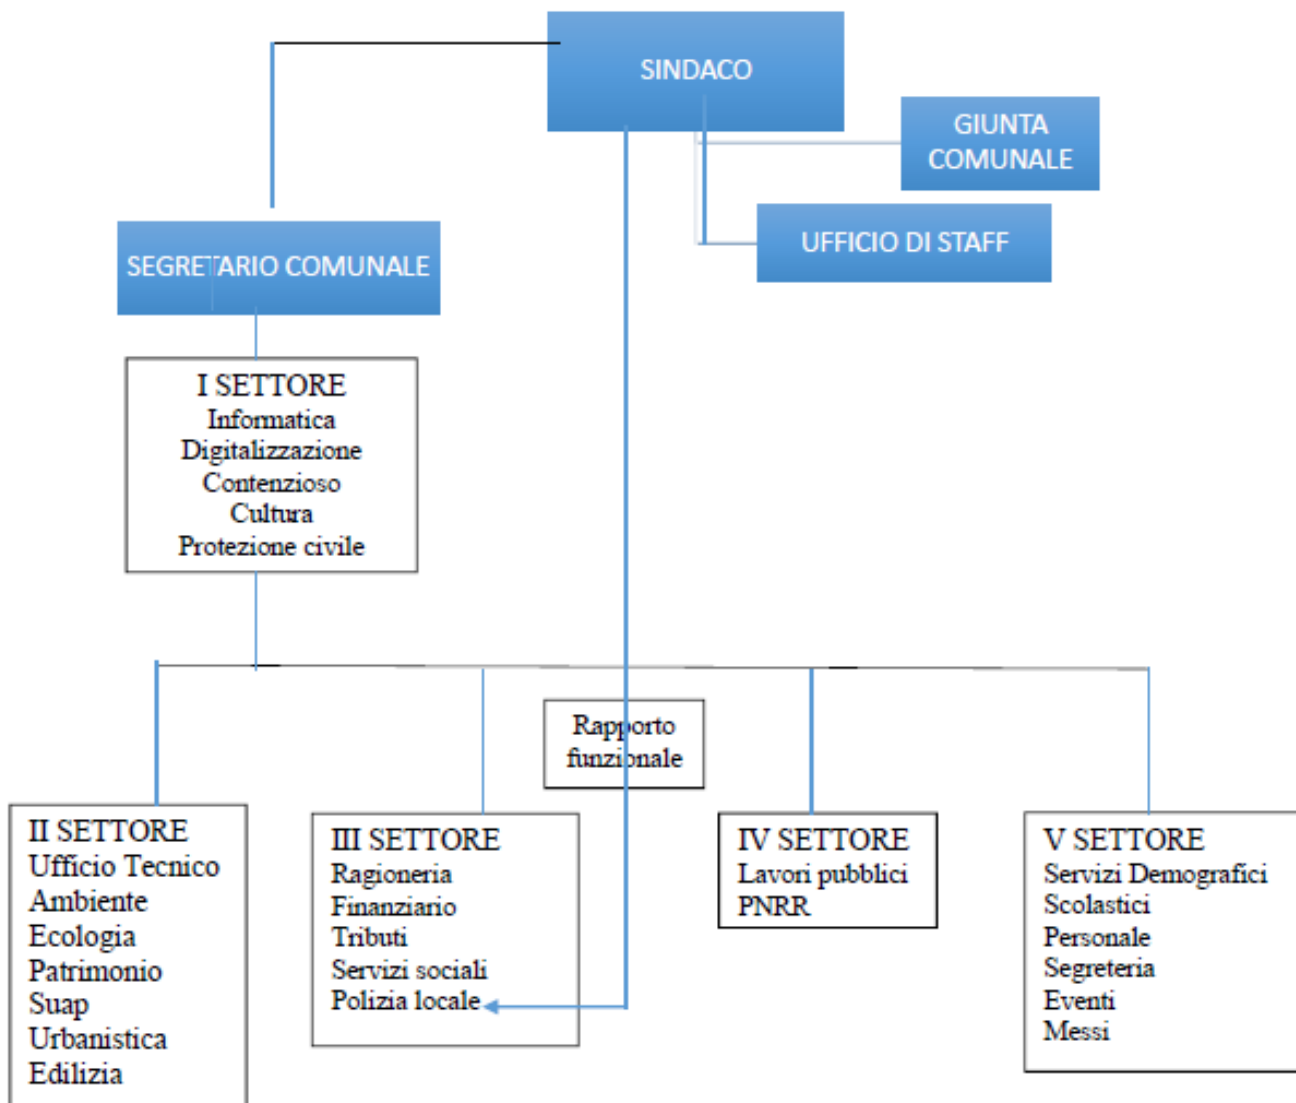 SINDACO
GIUNTA
COMUNALE
UFFICIO DI STAFF
SEGRETARIO COMUNALE
I SETTORE
Informatica
Digitalizzazione
Contenzioso
Cultura
Protezione civile
Rapporto
funzionale
II SETTORE
Ufficio Tecnico
Ambiente
Ecologia
Patrimonio
Suap
Urbanistica
Edilizia
III SETTORE
Ragioneria
Finanziario
Tributi
Servizi sociali
Polizia locale
IV SETTORE
Lavori pubblici
PNRR
V SETTORE
Servizi Demografici
Scolastici
Personale
Segreteria
Eventi
Messi